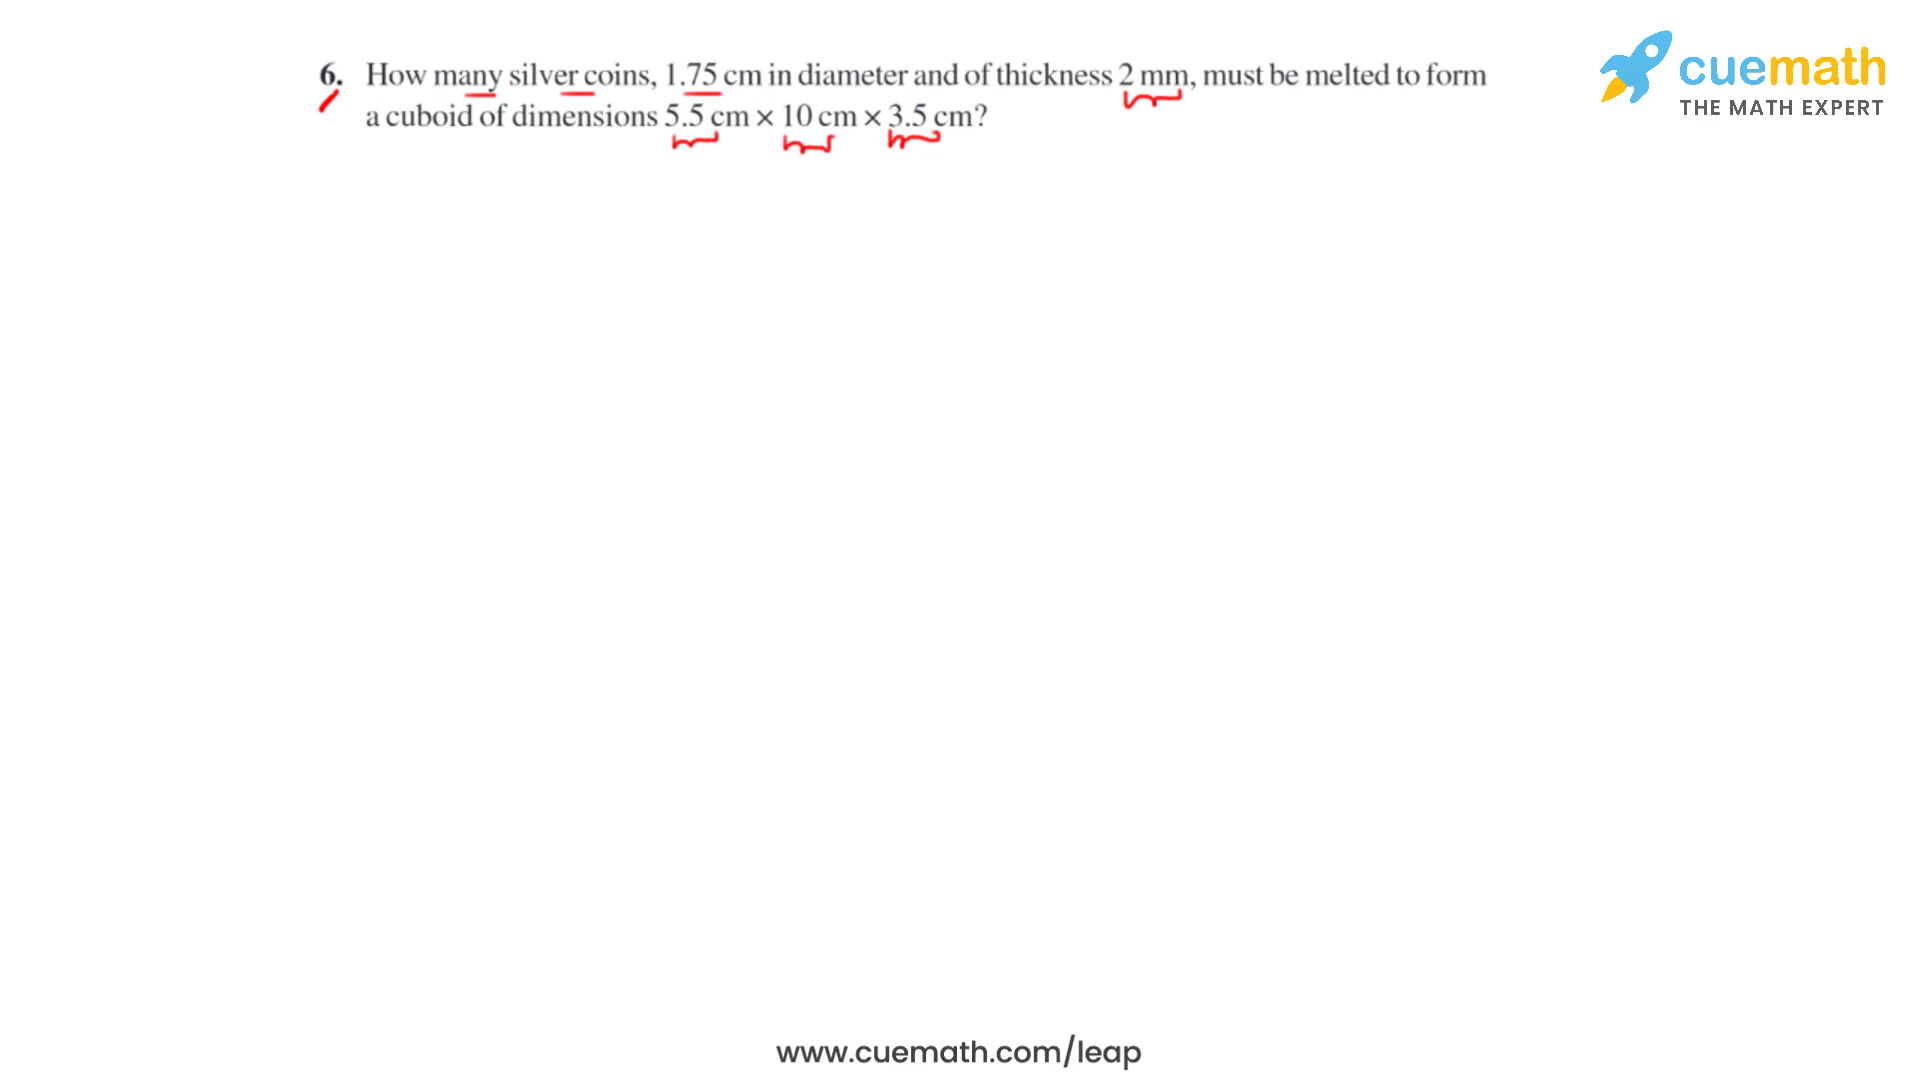 6. How many silver coins, 1.75 cm in diameter and of thickness 2 mm, must be melted to form
a cuboid of dimensions 5.5 cm × 10 cm × 3.5 cm?
cuemath
THE MATH EXPERT
www.cuemath.com/leap